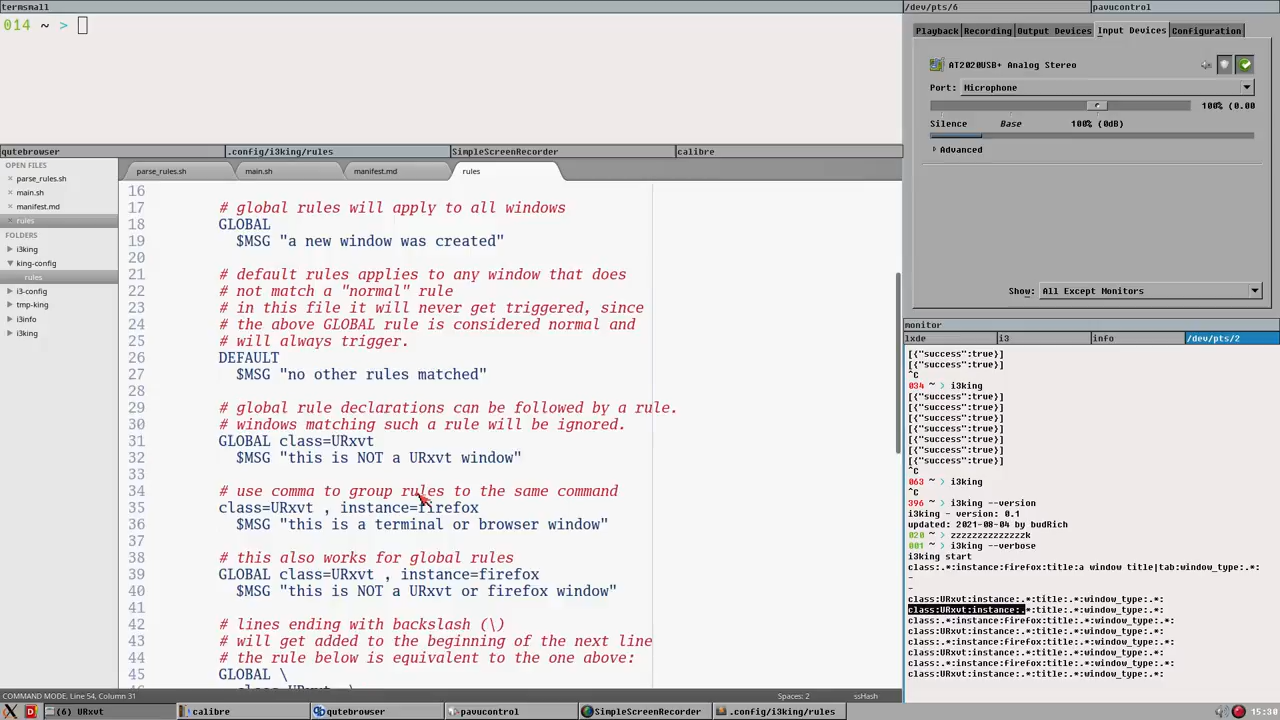 termsmall
014 ~ >
/dev/pts/6
pavucontrol
Playback
Recording
Output Devices
Input Devices
Configuration
AT2020USB+ Analog Stereo
Port:
Microphone
100% (0.00
Silence
Base
100% (0dB)
Advanced
Show:
All Except Monitors
qutebrowser
.config/i3king/rules
SimpleScreenRecorder
calibre
OPEN FILES
parse_rules.sh
main.sh
manifest.md
rules
FOLDERS
i3king
king-config
rules
i3-config
tmp-king
i3info
i3king
parse_rules.sh
main.sh
manifest.md
rules
16
17 # global rules will apply to all windows
18 GLOBAL
19 $MSG "a new window was created"
20
21 # default rules applies to any window that does
22 # not match a "normal" rule
23 # in this file it will never get triggered, since
24 # the above GLOBAL rule is considered normal and
25 # will always trigger.
26 DEFAULT
27 $MSG "no other rules matched"
28
29 # global rule declarations can be followed by a rule.
30 # windows matching such a rule will be ignored.
31 GLOBAL class=URxvt
32 $MSG "this is NOT a URxvt window"
33
34 # use comma to group rules to the same command
35 class=URxvt , instance=firefox
36 $MSG "this is a terminal or browser window"
37
38 # this also works for global rules
39 GLOBAL class=URxvt , instance=firefox
40 $MSG "this is NOT a URxvt or firefox window"
41
42 # lines ending with backslash (\)
43 # will get added to the beginning of the next line
44 # the rule below is equivalent to the one above:
45 GLOBAL \
COMMAND MODE, Line 54, Column 31
Spaces: 2
ssHash
monitor
lxde
i3
info
/dev/pts/2
[{"success":true}]
[{"success":true}]
^C
034 ~ > i3king
[{"success":true}]
[{"success":true}]
[{"success":true}]
[{"success":true}]
[{"success":true}]
[{"success":true}]
[{"success":true}]
^C
063 ~ > i3king
^C
396 ~ > i3king --version
i3king - version: 0.1
updated: 2021-08-04 by budRich
020 ~ > zzzzzzzzzzzzzzk
001 ~ > i3king --verbose
i3king start
class:.*:instance:firefox:title:a window title|tab:window_type:.*:
-
-
class:URxvt:instance:.*:title:.*:window_type:.*:
class:URxvt:instance:.*:title:.*:window_type:.*:
class:.*:instance:firefox:title:.*:window_type:.*:
class:URxvt:instance:.*:title:.*:window_type:.*:
class:.*:instance:firefox:title:.*:window_type:.*:
class:URxvt:instance:.*:title:.*:window_type:.*:
class:.*:instance:firefox:title:.*:window_type:.*:
class:URxvt:instance:.*:title:.*:window_type:.*:
(6) URxvt
calibre
qutebrowser
pavucontrol
SimpleScreenRecorder
.config/i3king/rules
15:30